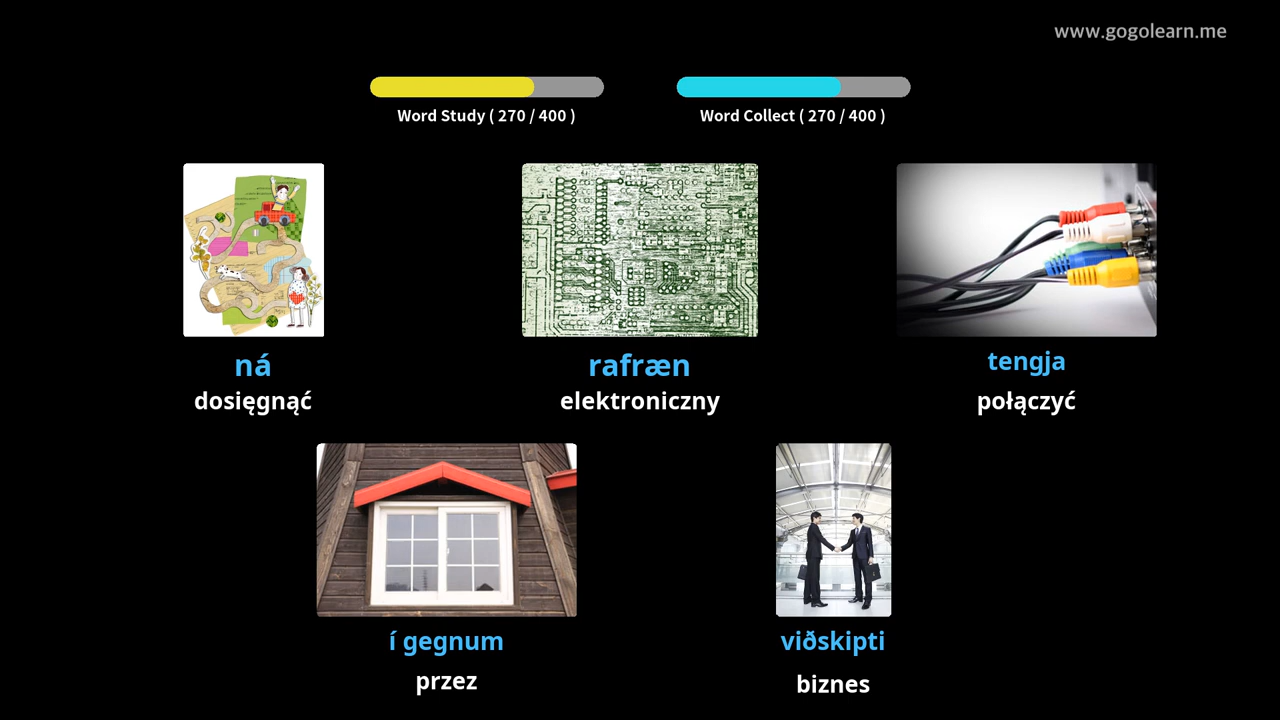 www.gogolearn.me
Word Study ( 270 / 400 )
Word Collect ( 270 / 400 )
ná
dosięgnąć
rafræn
elektroniczny
tengja
połączyć
í gegnum
przez
viðskipti
biznes